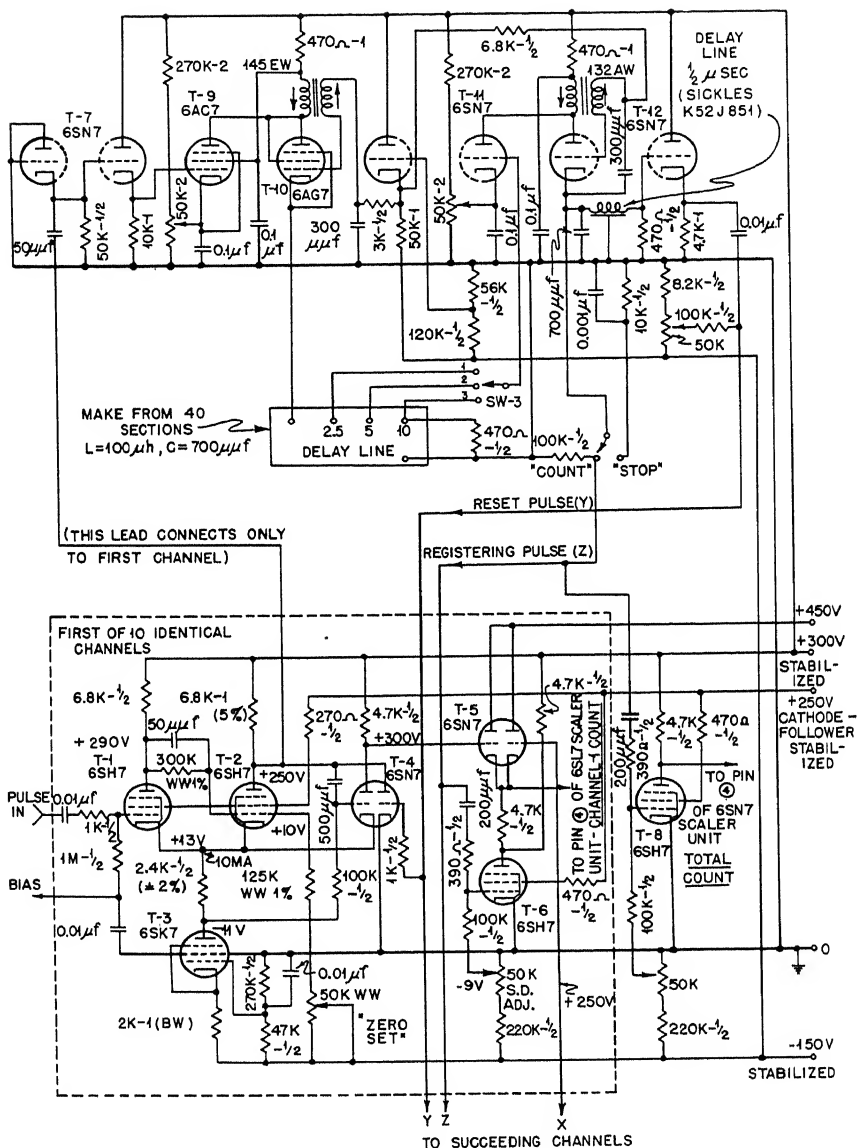 DELAY
LINE
½ μ SEC
(SICKLES
K52J851)
470Ω-1
6.8K-½
470Ω-1
270K-2
145EW
270K-2
132AW
T-7
6SN7
T-9
6AC7
T-11
6SN7
T-12
6SN7
300μμf
T-10
6AG7
50μμf
50K-1/2
10K-1
50K-2
0.1μf
0.1
μf
300
μμf
3K-½
50K-1
50K-2
0.1μf
0.1μf
700μμf
470Ω
-½
47K-1
0.01μf
56K
-½
120K-½
0.001μf
10K-½
8.2K-½
100K-½
50K
1
2
3
SW-3
MAKE FROM 40
SECTIONS
L=100μh, C=700μμf
2.5
5
10
DELAY LINE
470Ω
-½
100K-½
"COUNT"
"STOP"
RESET PULSE(Y)
(THIS LEAD CONNECTS ONLY
TO FIRST CHANNEL)
REGISTERING PULSE (Z)
FIRST OF 10 IDENTICAL
CHANNELS
+450V
+300V
STABIL-
IZED
+250V
CATHODE-
FOLLOWER
STABIL-
IZED
6.8K-½
6.8K-1
(5%)
270Ω
-½
4.7K-½
4.7K-½
50μμf
+290V
300K
WW1%
T-1
6SH7
T-2
6SH7
+250V
+300V
T-4
6SN7
T-5
6SN7
200μμf
4.7K
-½
TO PIN ④ OF 6SL7 SCALER
UNIT-CHANNEL 1 COUNT
200μμf
390Ω-½
4.7K-½
470Ω
-½
TO PIN
④
OF 6SN7
SCALER
UNIT
TOTAL
COUNT
T-8
6SH7
PULSE
IN
0.01μf
1K-½
1M-½
+13V
+10V
10MA
500μμf
2.4K-½
(±2%)
125K
WW 1%
100K
-½
1K-½
390Ω-½
T-6
6SH7
100K
-½
470Ω
-½
100K-½
BIAS
0.01μf
T-3
6SK7
-11V
270K-½
0.01μf
50K WW
"ZERO
SET"
2K-1(BW)
47K
-½
-9V
50K
S.D.
ADJ.
220K-½
+250V
50K
220K-½
0
-150V
STABILIZED
Y Z X
TO SUCCEEDING CHANNELS